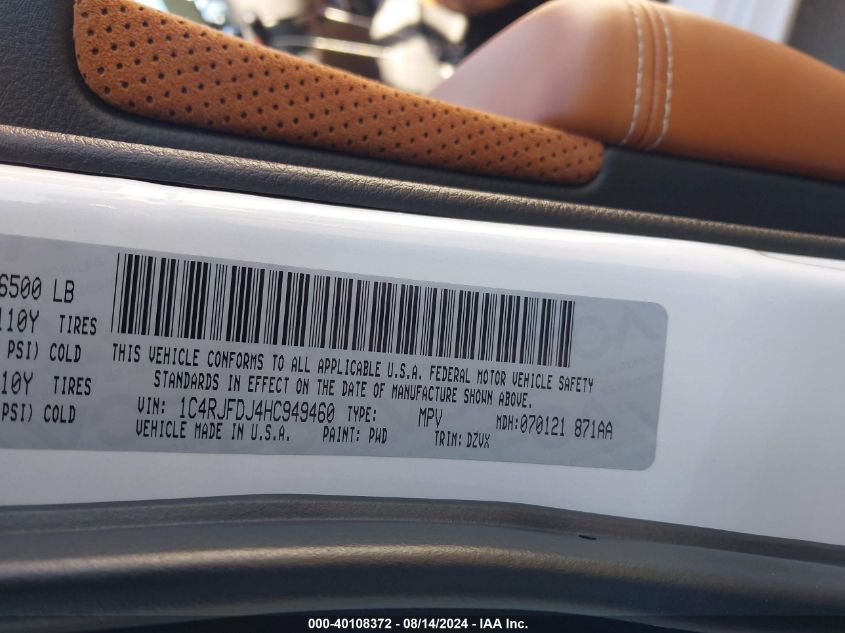 6500 LB
110Y TIRES
PSI) COLD
10Y TIRES
PSI) COLD
THIS VEHICLE CONFORMS TO ALL APPLICABLE U.S.A. FEDERAL MOTOR VEHICLE SAFETY
STANDARDS IN EFFECT ON THE DATE OF MANUFACTURE SHOWN ABOVE.
VIN: 1C4RJFDJ4HC949460 TYPE: MPV MDH:070121 871AA
VEHICLE MADE IN U.S.A. PAINT: PWD TRIM: DZVX
000-40108372 - 08/14/2024 - IAA Inc.